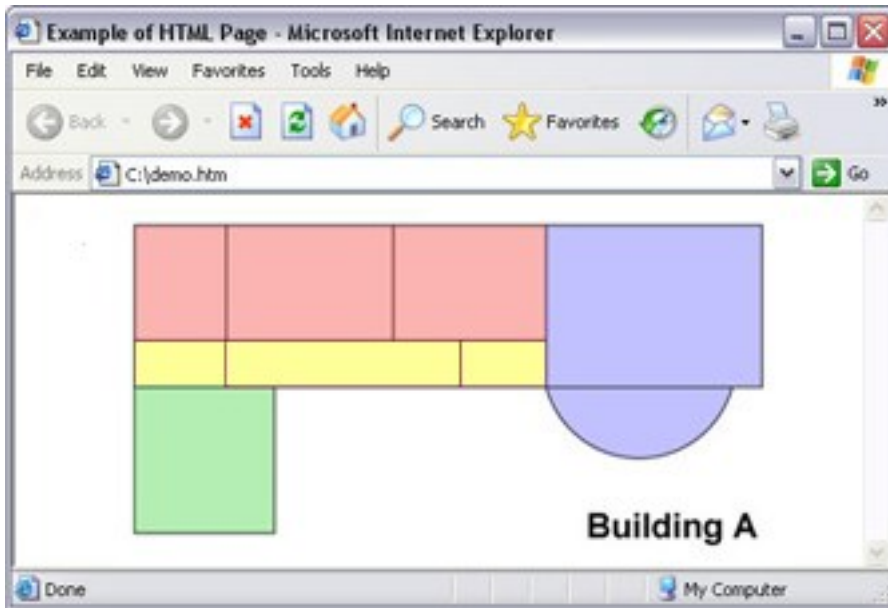 Example of HTML Page - Microsoft Internet Explorer
File Edit View Favorites Tools Help
Back Search Favorites »
Address C:\demo.htm Go
Building A
Done My Computer